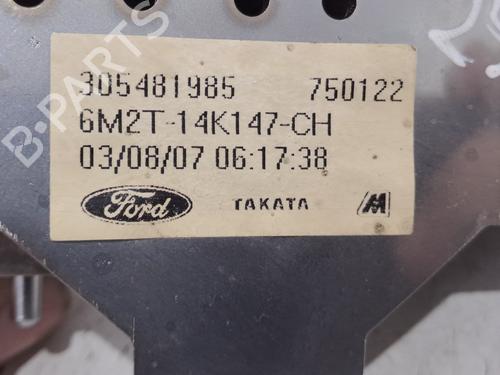 B-PARTS
305481985 750122
6M2T-14K147-CH
03/08/07 06:17:38
Ford TAKATA